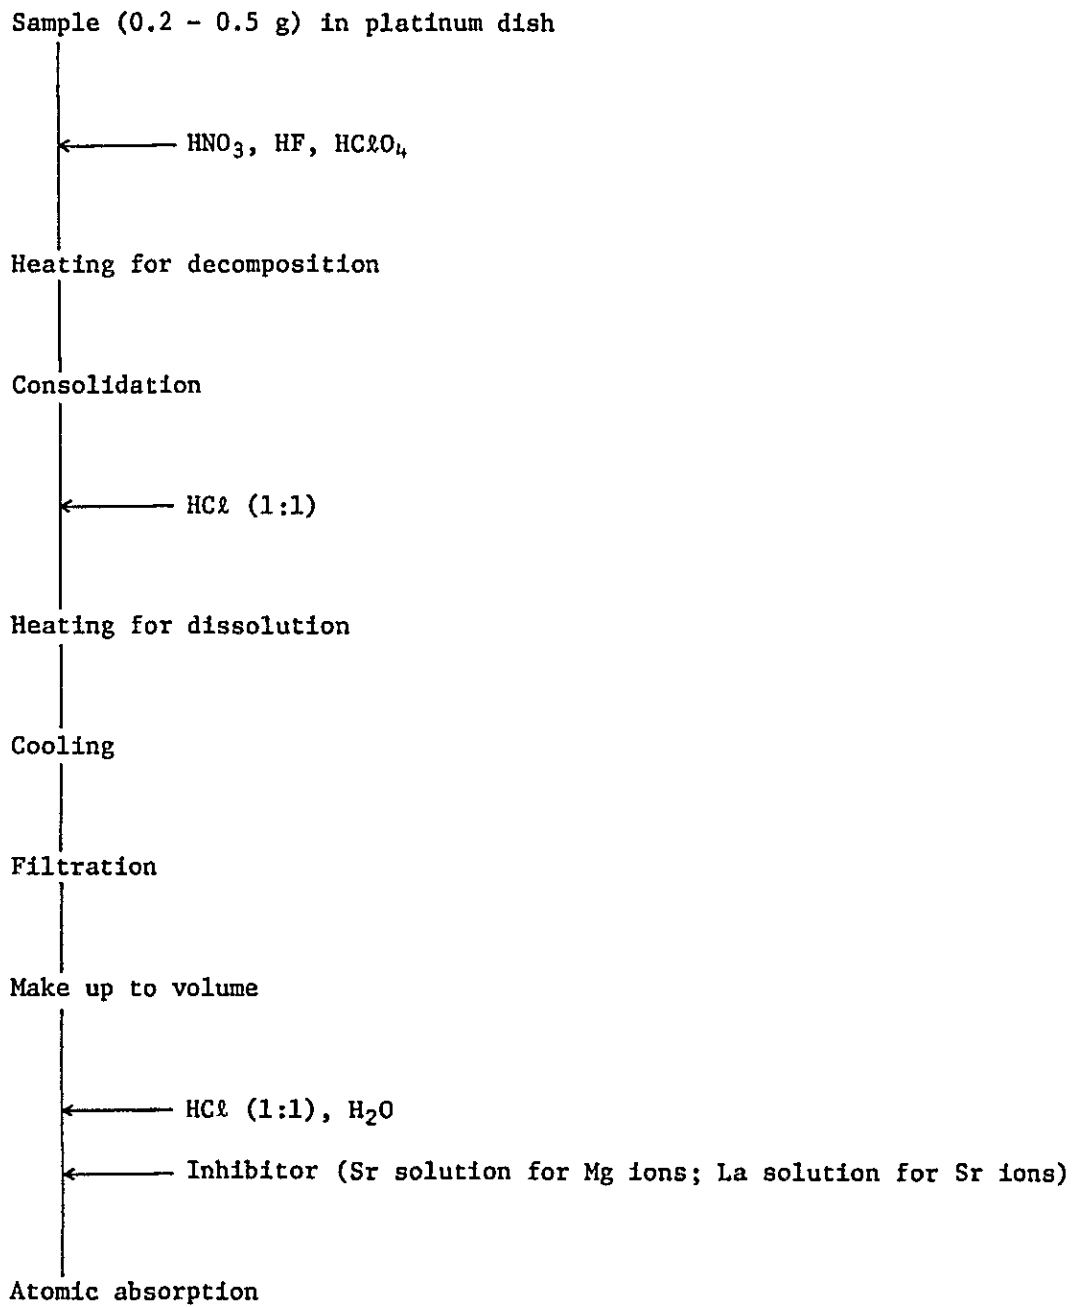 Sample (0.2 - 0.5 g) in platinum dish
HNO₃, HF, HCℓO₄
Heating for decomposition
Consolidation
HCℓ (1:1)
Heating for dissolution
Cooling
Filtration
Make up to volume
HCℓ (1:1), H₂O
Inhibitor (Sr solution for Mg ions; La solution for Sr ions)
Atomic absorption